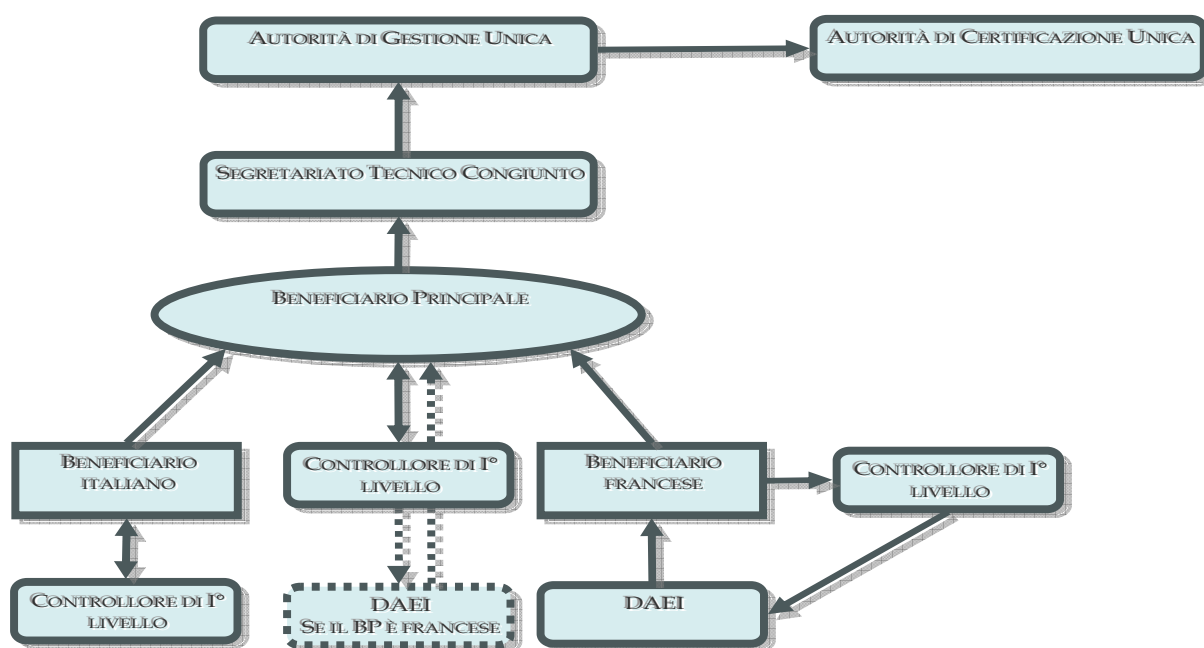 Autorità di Gestione Unica
Autorità di Certificazione Unica
Segretariato Tecnico Congiunto
Beneficiario Principale
Beneficiario
italiano
Controllore di I°
livello
Beneficiario
francese
Controllore di I°
livello
Controllore di I°
livello
DAEI
Se il BP è francese
DAEI